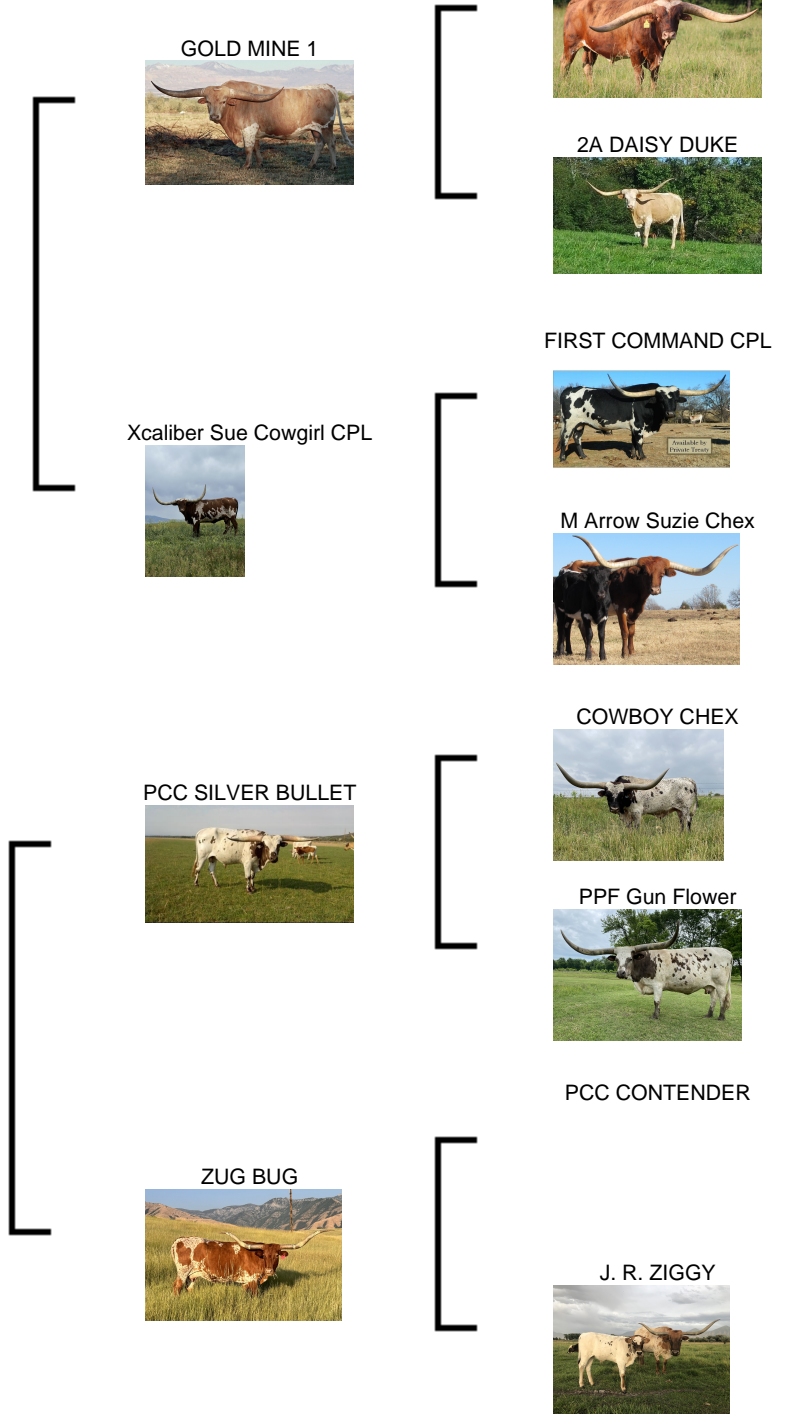 GOLD MINE 1
2A DAISY DUKE
FIRST COMMAND CPL
Available by
Private Treaty
Xcaliber Sue Cowgirl CPL
M Arrow Suzie Chex
COWBOY CHEX
PCC SILVER BULLET
PPF Gun Flower
PCC CONTENDER
ZUG BUG
J. R. ZIGGY